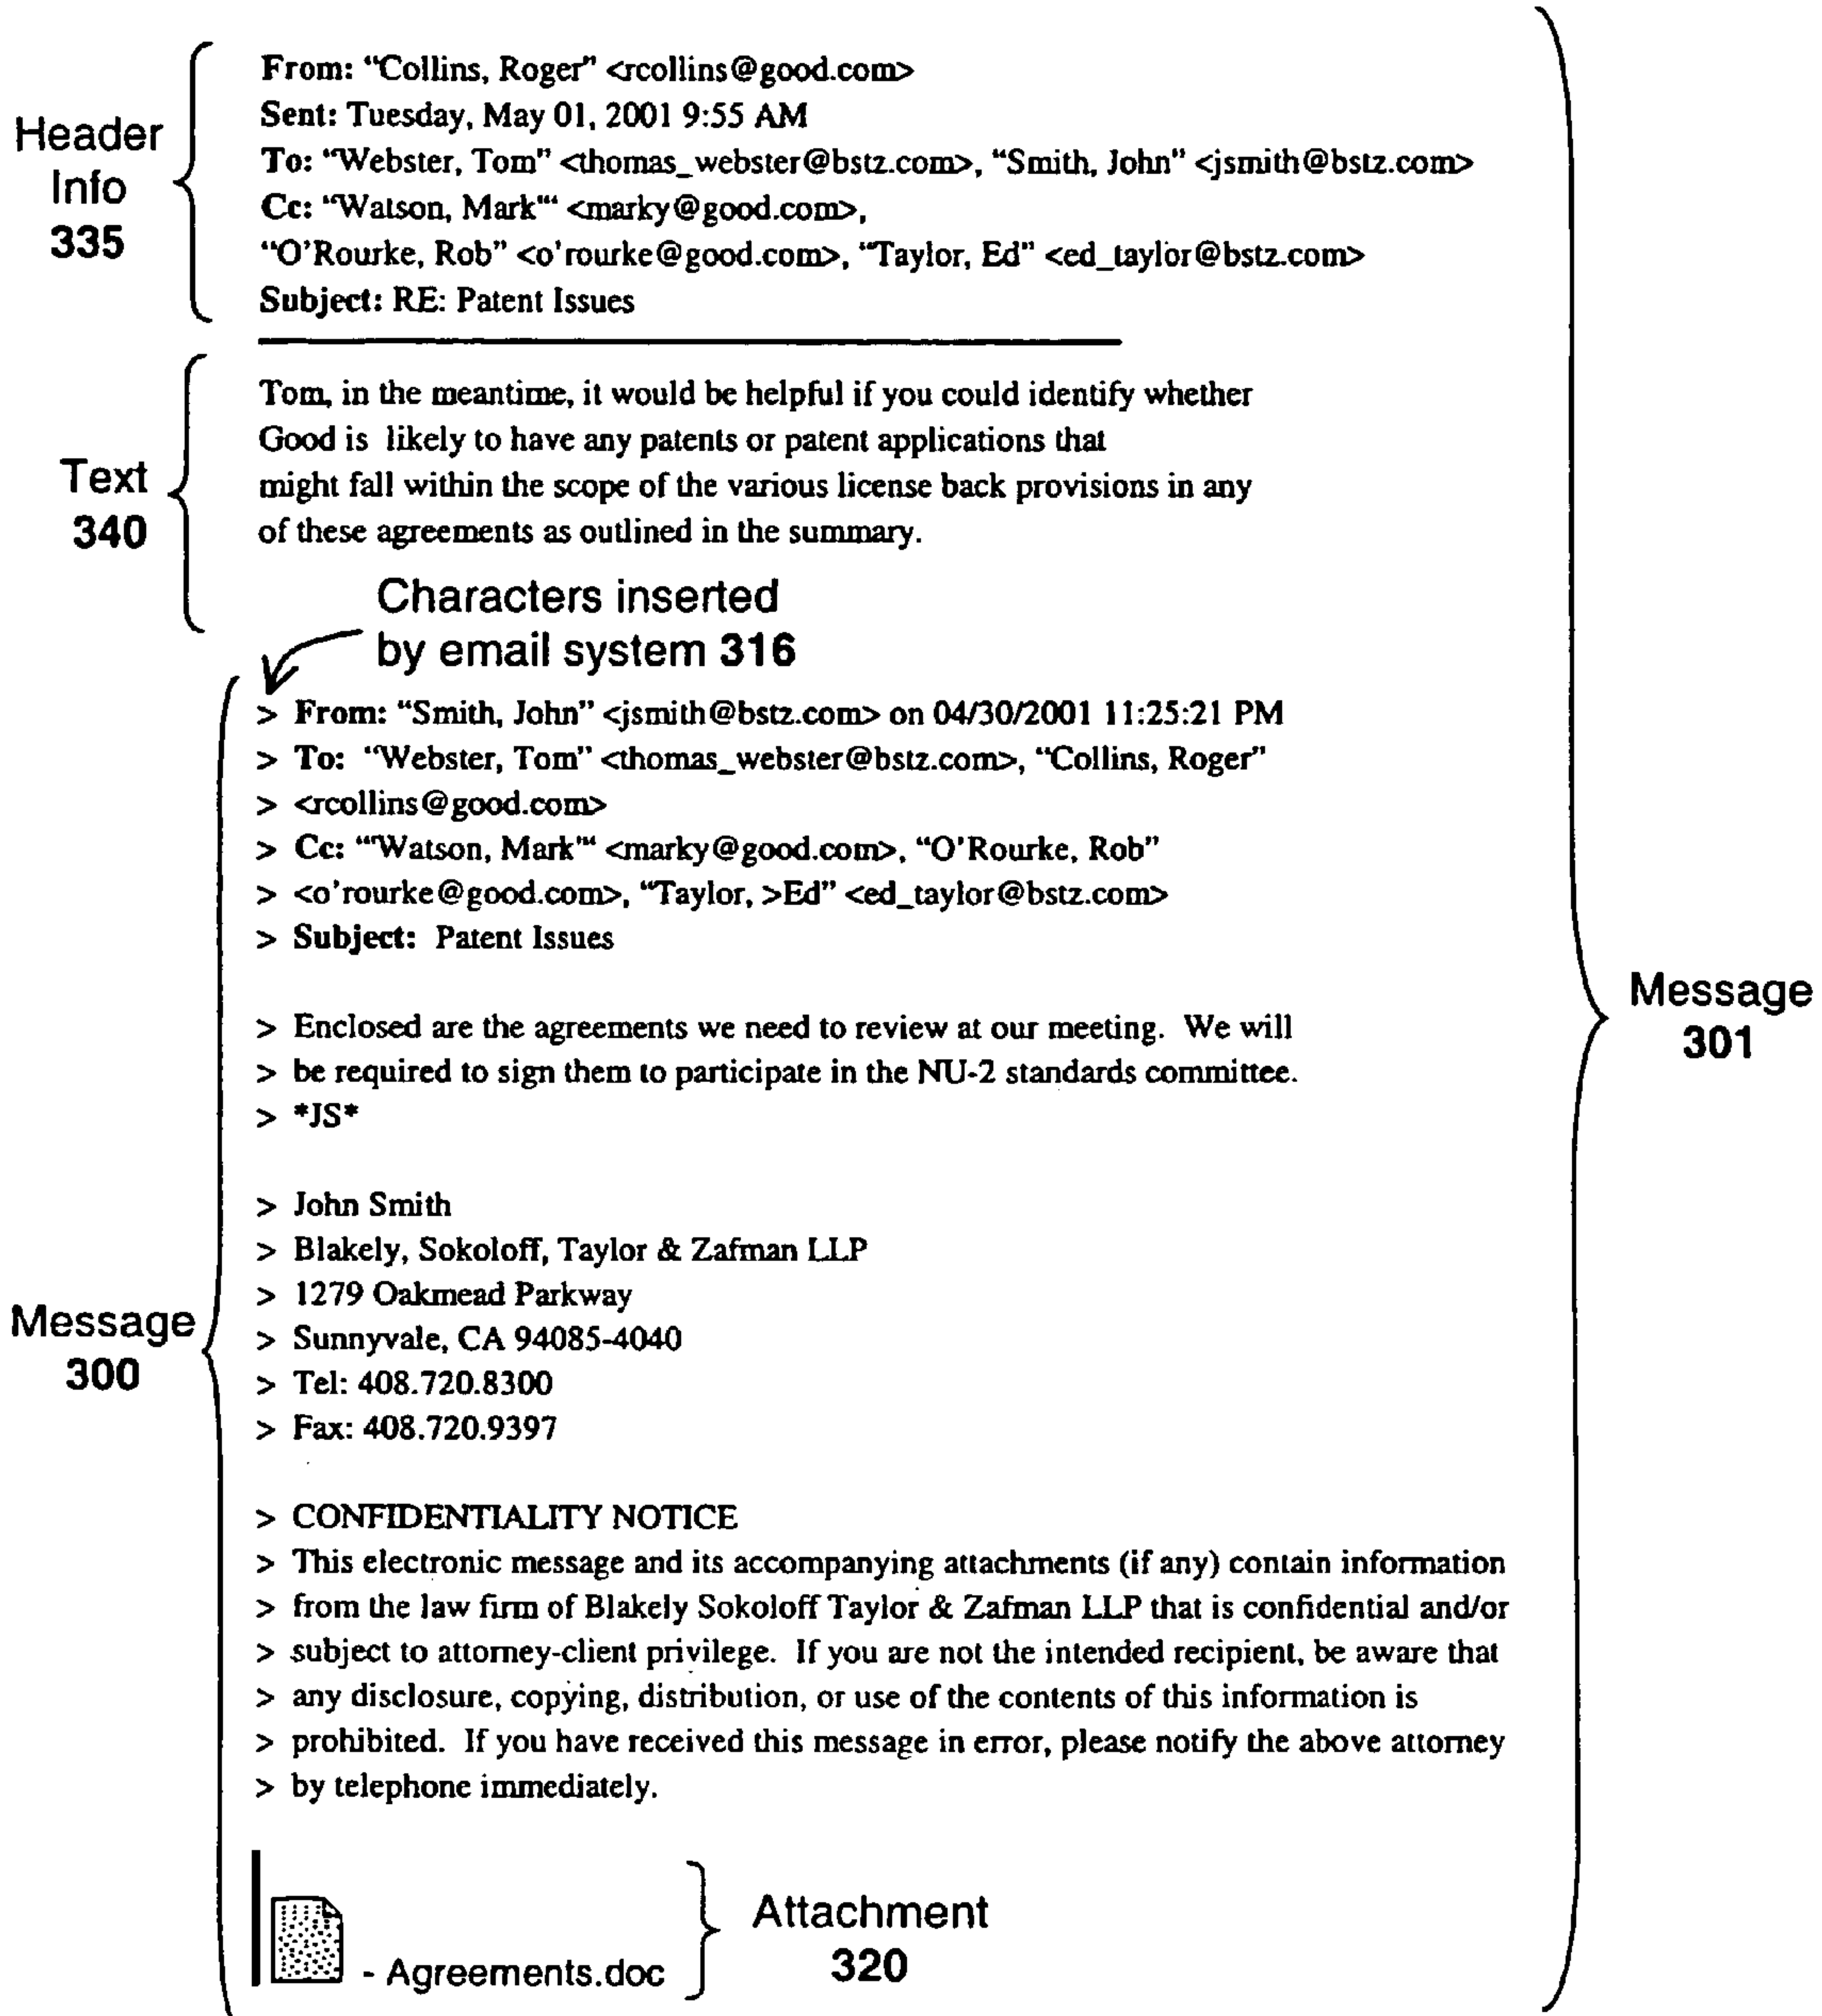 Header
Info
335
From: “Collins, Roger” <rcollins@good.com>
Sent: Tuesday, May 01, 2001 9:55 AM
To: “Webster, Tom” <thomas_webster@bstz.com>, “Smith, John” <jsmith@bstz.com>
Cc: “Watson, Mark'” <marky@good.com>,
“O'Rourke, Rob” <o'rourke@good.com>, “Taylor, Ed” <ed_taylor@bstz.com>
Subject: RE: Patent Issues
Text
340
Tom, in the meantime, it would be helpful if you could identify whether
Good is likely to have any patents or patent applications that
might fall within the scope of the various license back provisions in any
of these agreements as outlined in the summary.
Characters inserted
by email system 316
Message
300
> From: “Smith, John” <jsmith@bstz.com> on 04/30/2001 11:25:21 PM
> To: “Webster, Tom” <thomas_webster@bstz.com>, “Collins, Roger”
> <rcollins@good.com>
> Cc: “'Watson, Mark'” <marky@good.com>, “O'Rourke, Rob”
> <o'rourke@good.com>, “Taylor, >Ed” <ed_taylor@bstz.com>
> Subject: Patent Issues
> Enclosed are the agreements we need to review at our meeting. We will
> be required to sign them to participate in the NU-2 standards committee.
> *JS*
> John Smith
> Blakely, Sokoloff, Taylor & Zafman LLP
> 1279 Oakmead Parkway
> Sunnyvale, CA 94085-4040
> Tel: 408.720.8300
> Fax: 408.720.9397
> CONFIDENTIALITY NOTICE
> This electronic message and its accompanying attachments (if any) contain information
> from the law firm of Blakely Sokoloff Taylor & Zafman LLP that is confidential and/or
> subject to attorney-client privilege. If you are not the intended recipient, be aware that
> any disclosure, copying, distribution, or use of the contents of this information is
> prohibited. If you have received this message in error, please notify the above attorney
> by telephone immediately.
- Agreements.doc
Attachment
320
Message
301